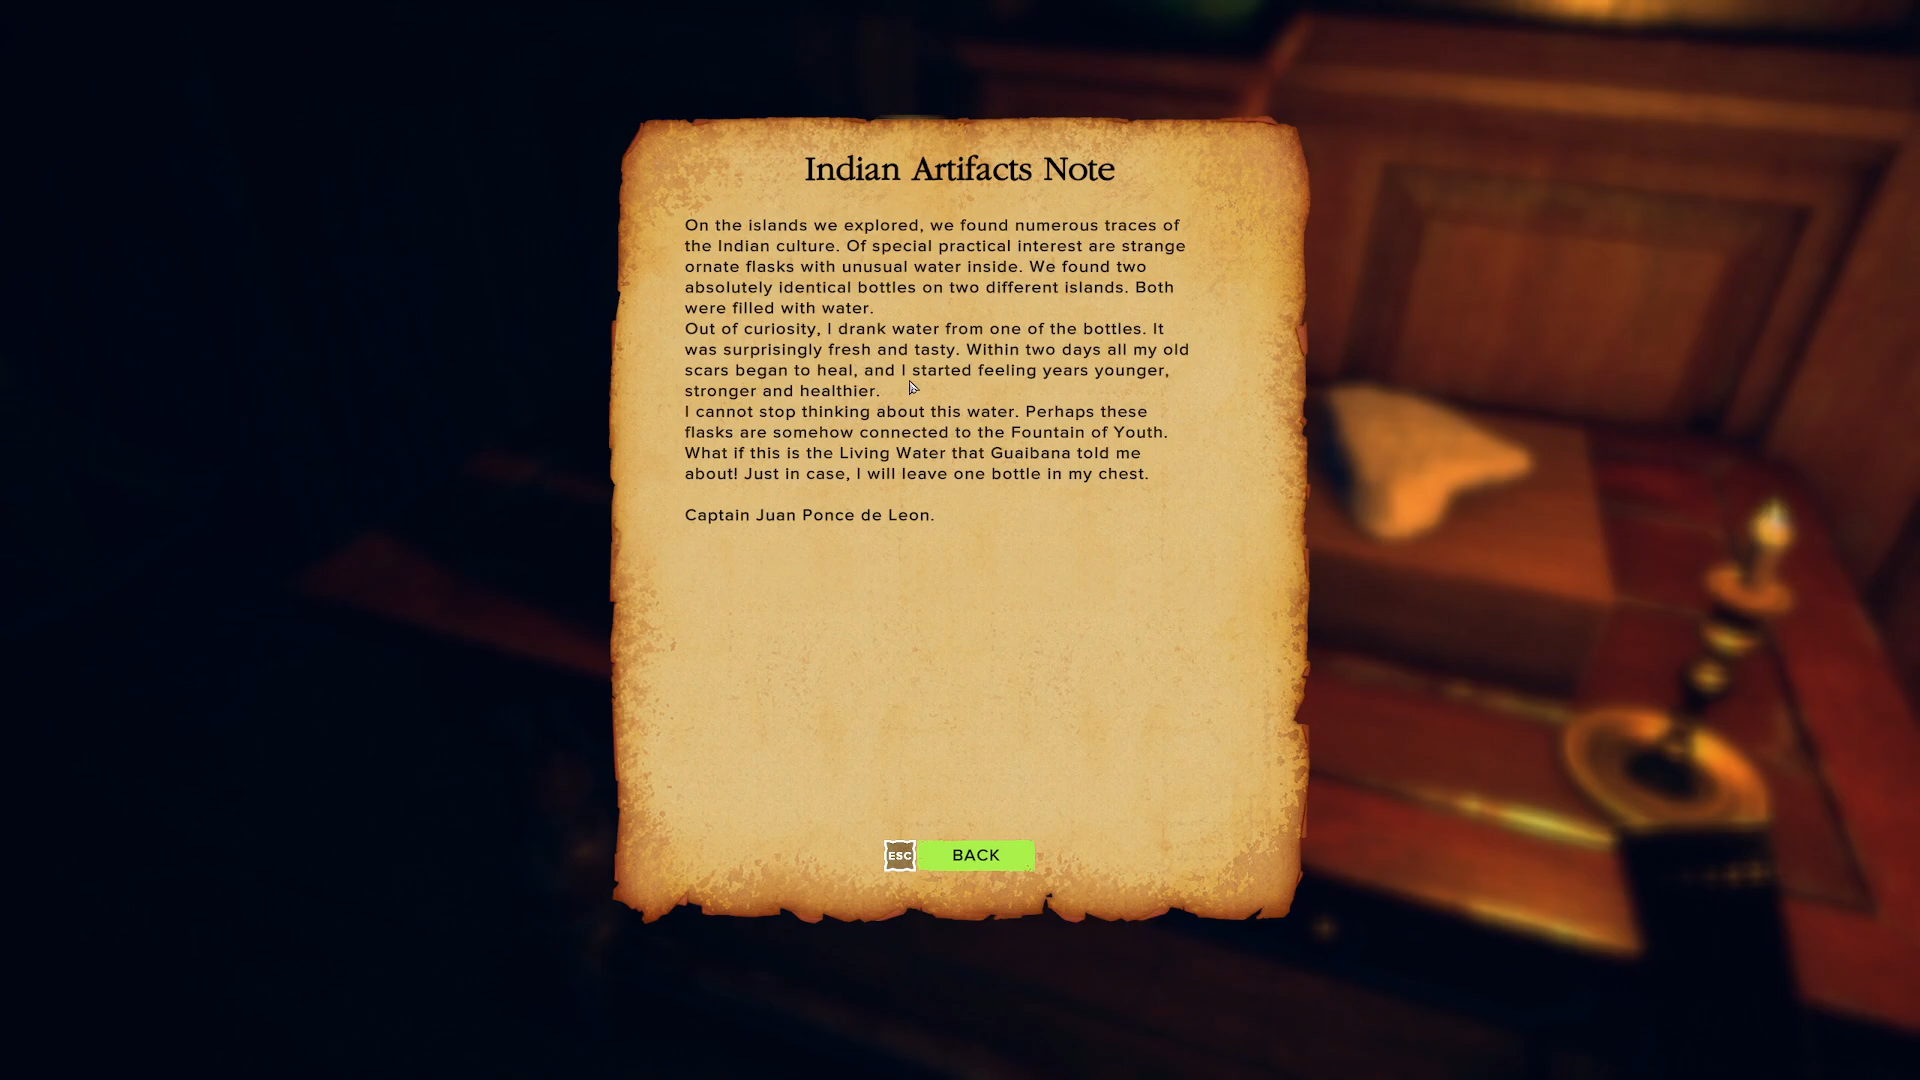 Indian Artifacts Note
On the islands we explored, we found numerous traces of
the Indian culture. Of special practical interest are strange
ornate flasks with unusual water inside. We found two
absolutely identical bottles on two different islands. Both
were filled with water.
Out of curiosity, I drank water from one of the bottles. It
was surprisingly fresh and tasty. Within two days all my old
scars began to heal, and I started feeling years younger,
stronger and healthier.
I cannot stop thinking about this water. Perhaps these
flasks are somehow connected to the Fountain of Youth.
What if this is the Living Water that Guaibana told me
about! Just in case, I will leave one bottle in my chest.
Captain Juan Ponce de Leon.
ESC BACK